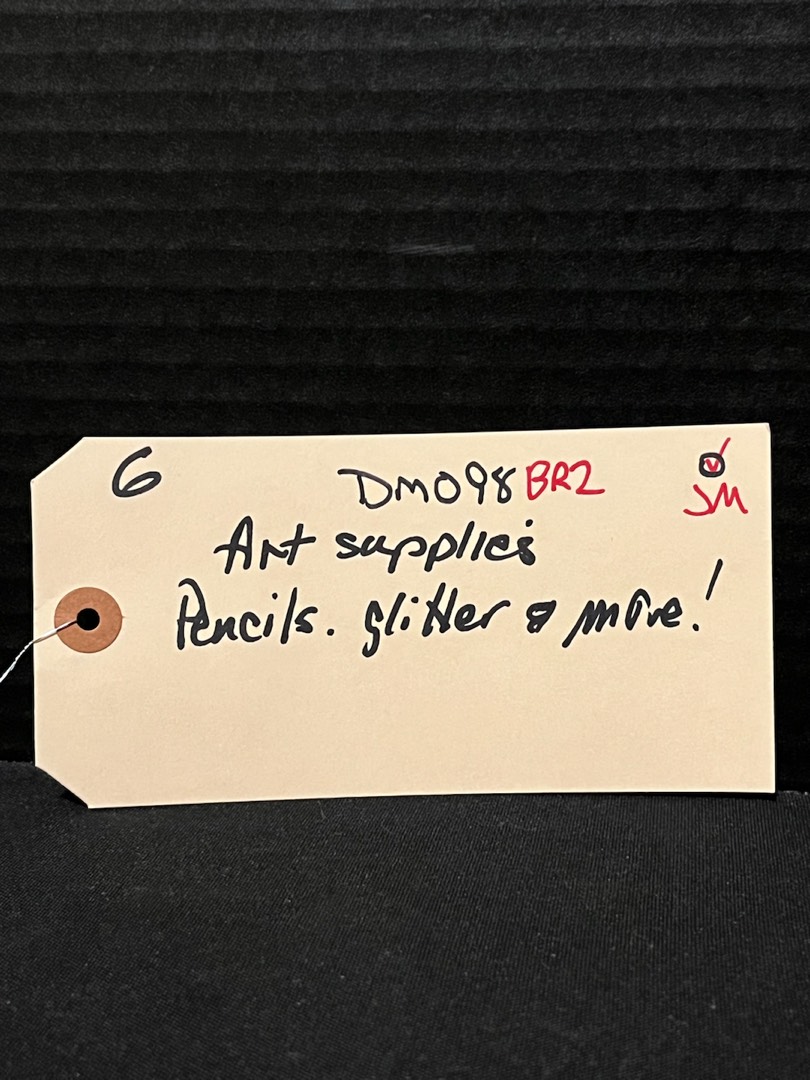 6 DM098 BR2
JM
Art supplies
Pencils. glitter & more!